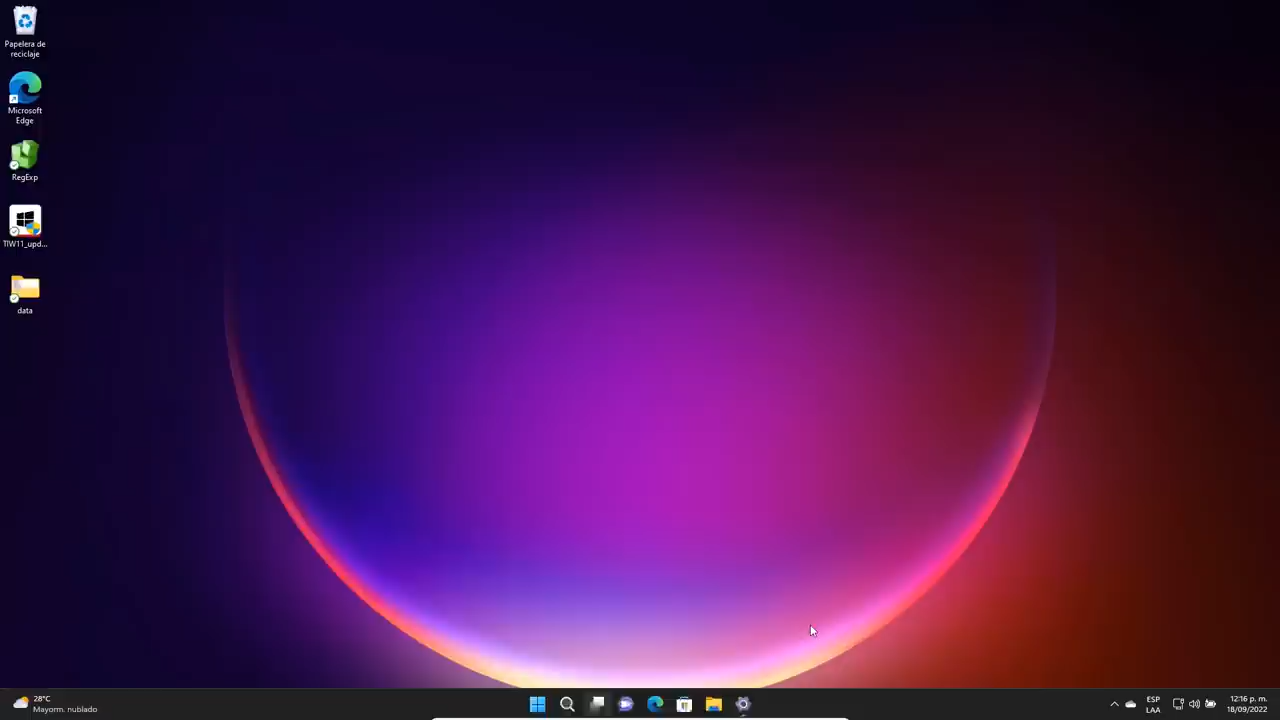 Papelera de
reciclaje
Microsoft
Edge
RegExp
TIW11_upd...
data
28°C
Mayorm. nublado
ESP
LAA
12:16 p. m.
18/09/2022